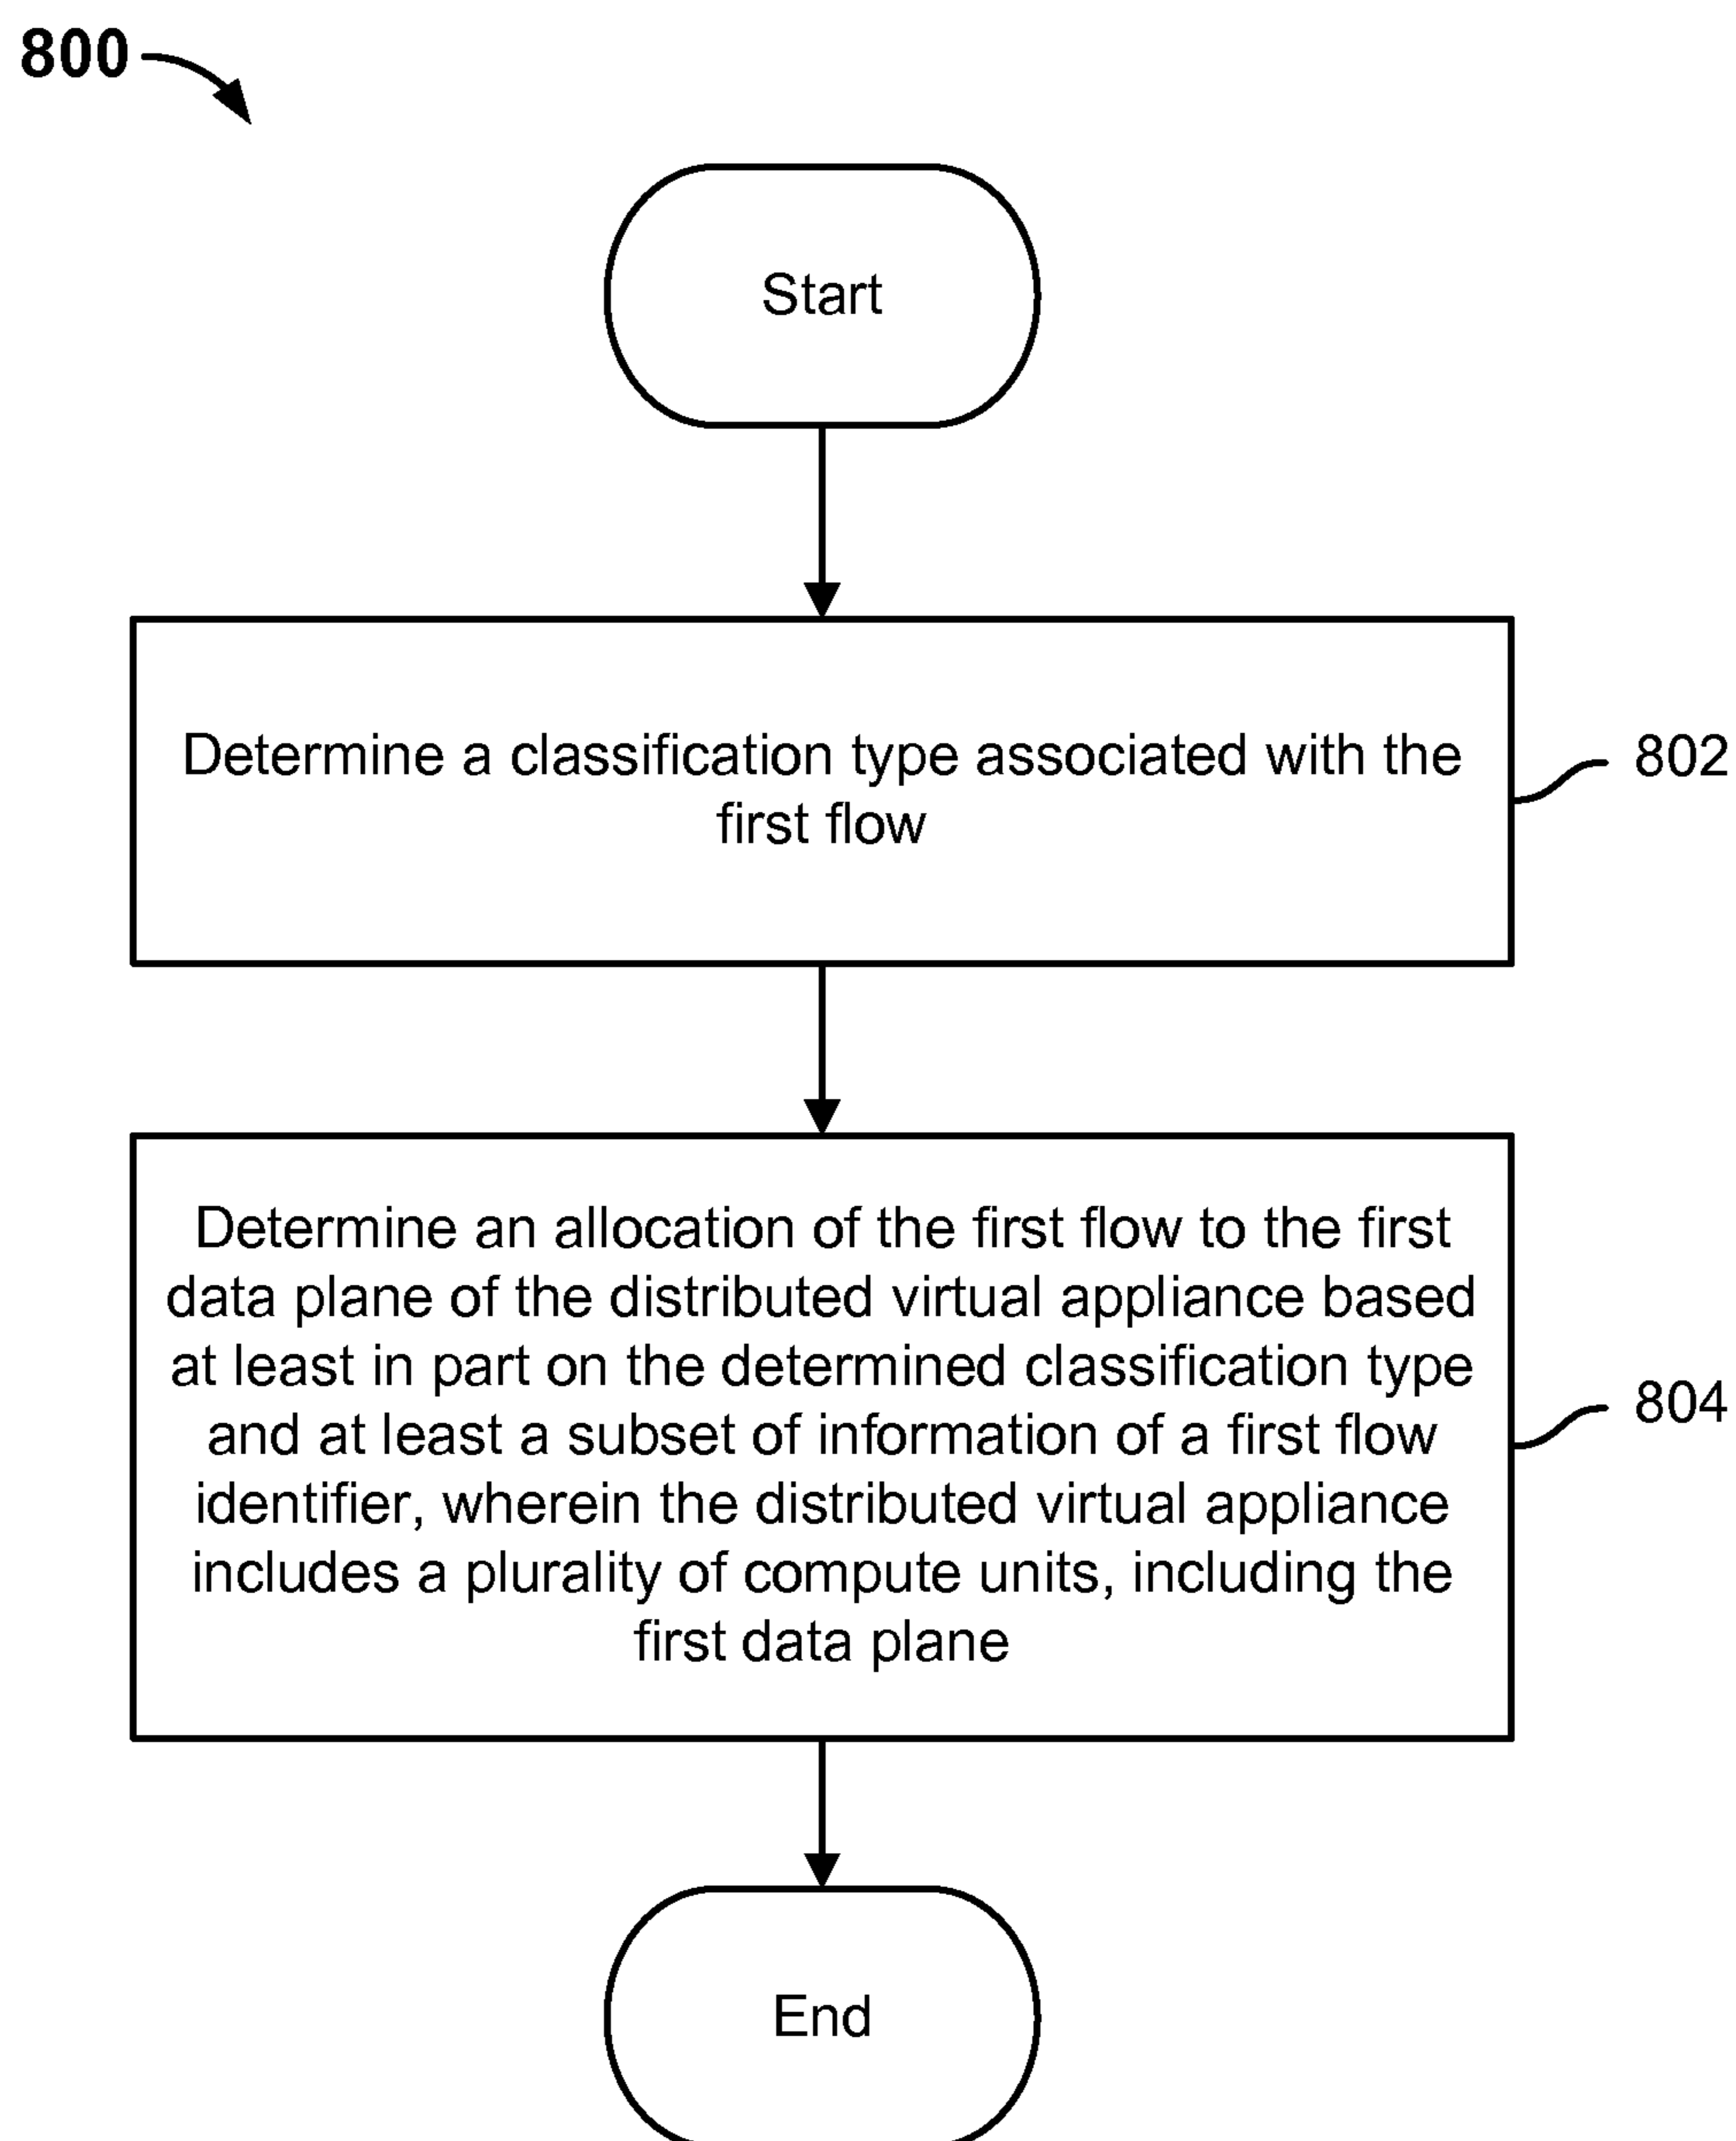 800
Start
Determine a classification type associated with the
first flow
802
Determine an allocation of the first flow to the first
data plane of the distributed virtual appliance based
at least in part on the determined classification type
and at least a subset of information of a first flow
identifier, wherein the distributed virtual appliance
includes a plurality of compute units, including the
first data plane
804
End